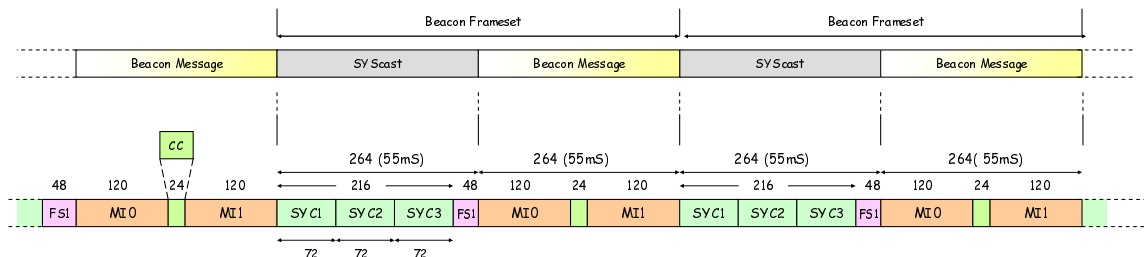 Beacon Frameset Beacon Frameset
Beacon Message SYScast Beacon Message SYScast Beacon Message
CC
264 (55mS) 264 (55mS) 264 (55mS) 264( 55mS)
48 120 24 120 216 48 120 24 120 216 48 120 24 120
FS1 MI0 MI1 SYC1 SYC2 SYC3 FS1 MI0 MI1 SYC1 SYC2 SYC3 FS1 MI0 MI1
72 72 72